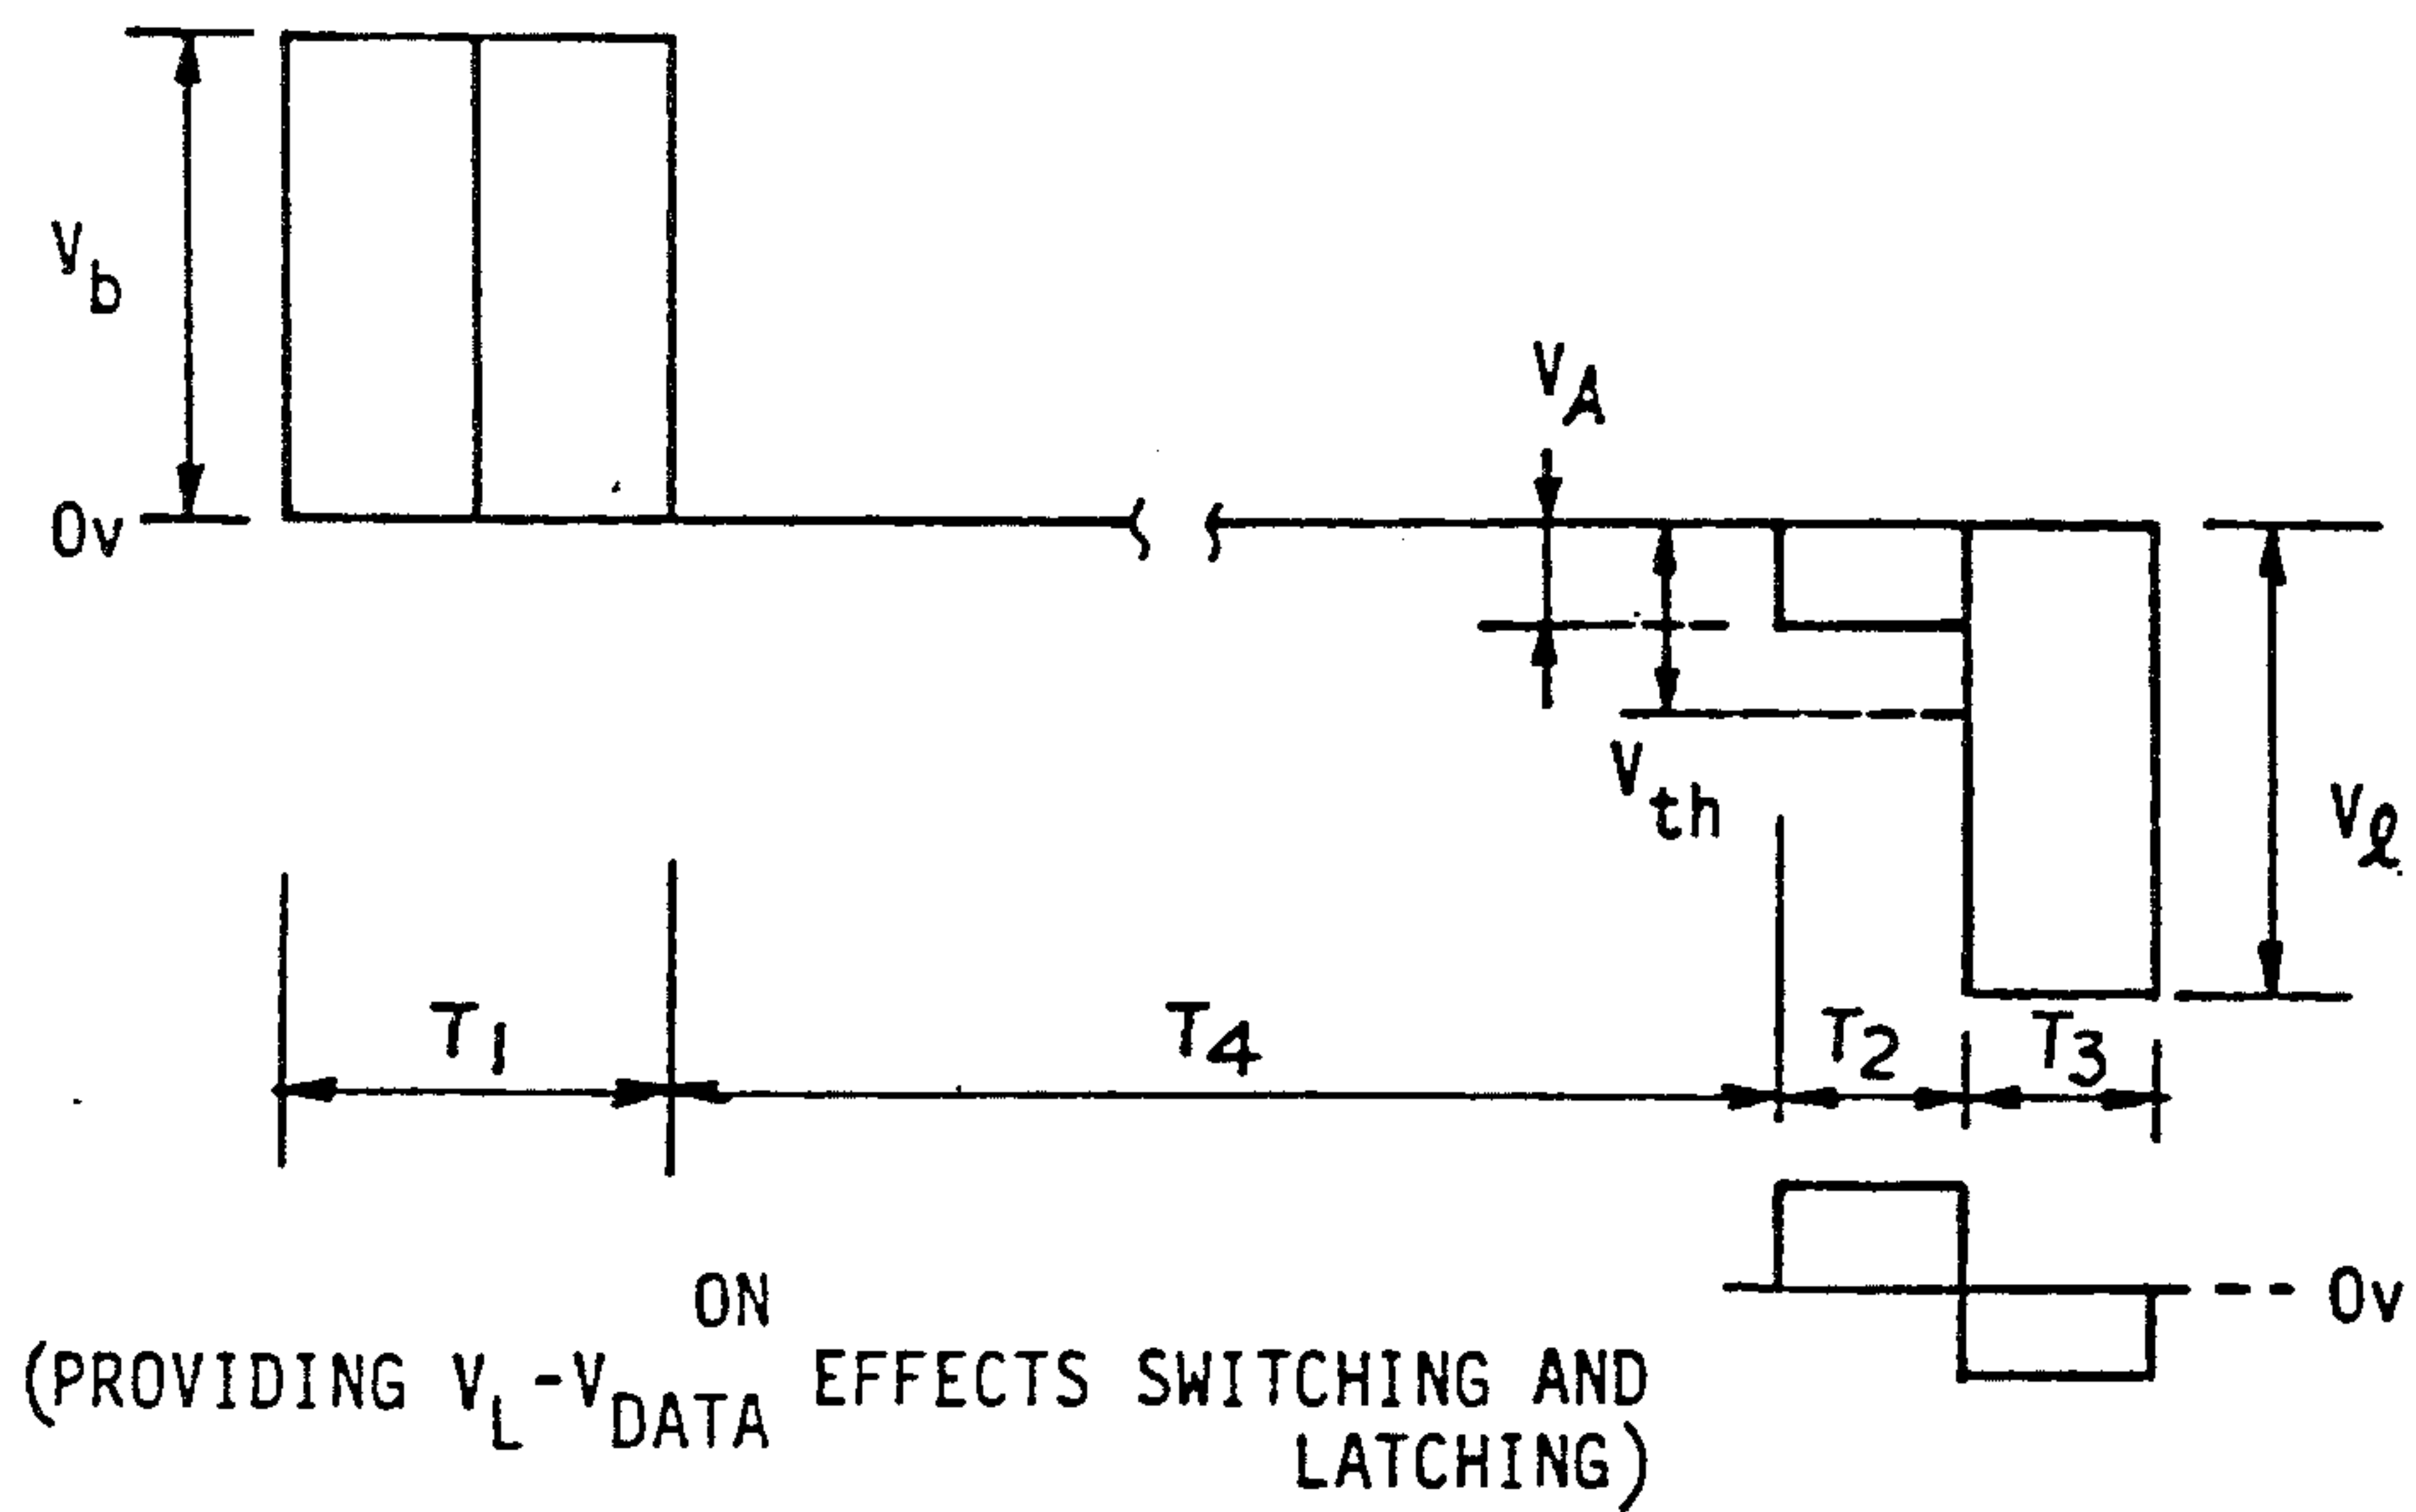 Vb
0v
VA
Vth
Vℓ
T1
T4
T2
T3
0v
ON
(PROVIDING VL -VDATA EFFECTS SWITCHING AND
LATCHING)